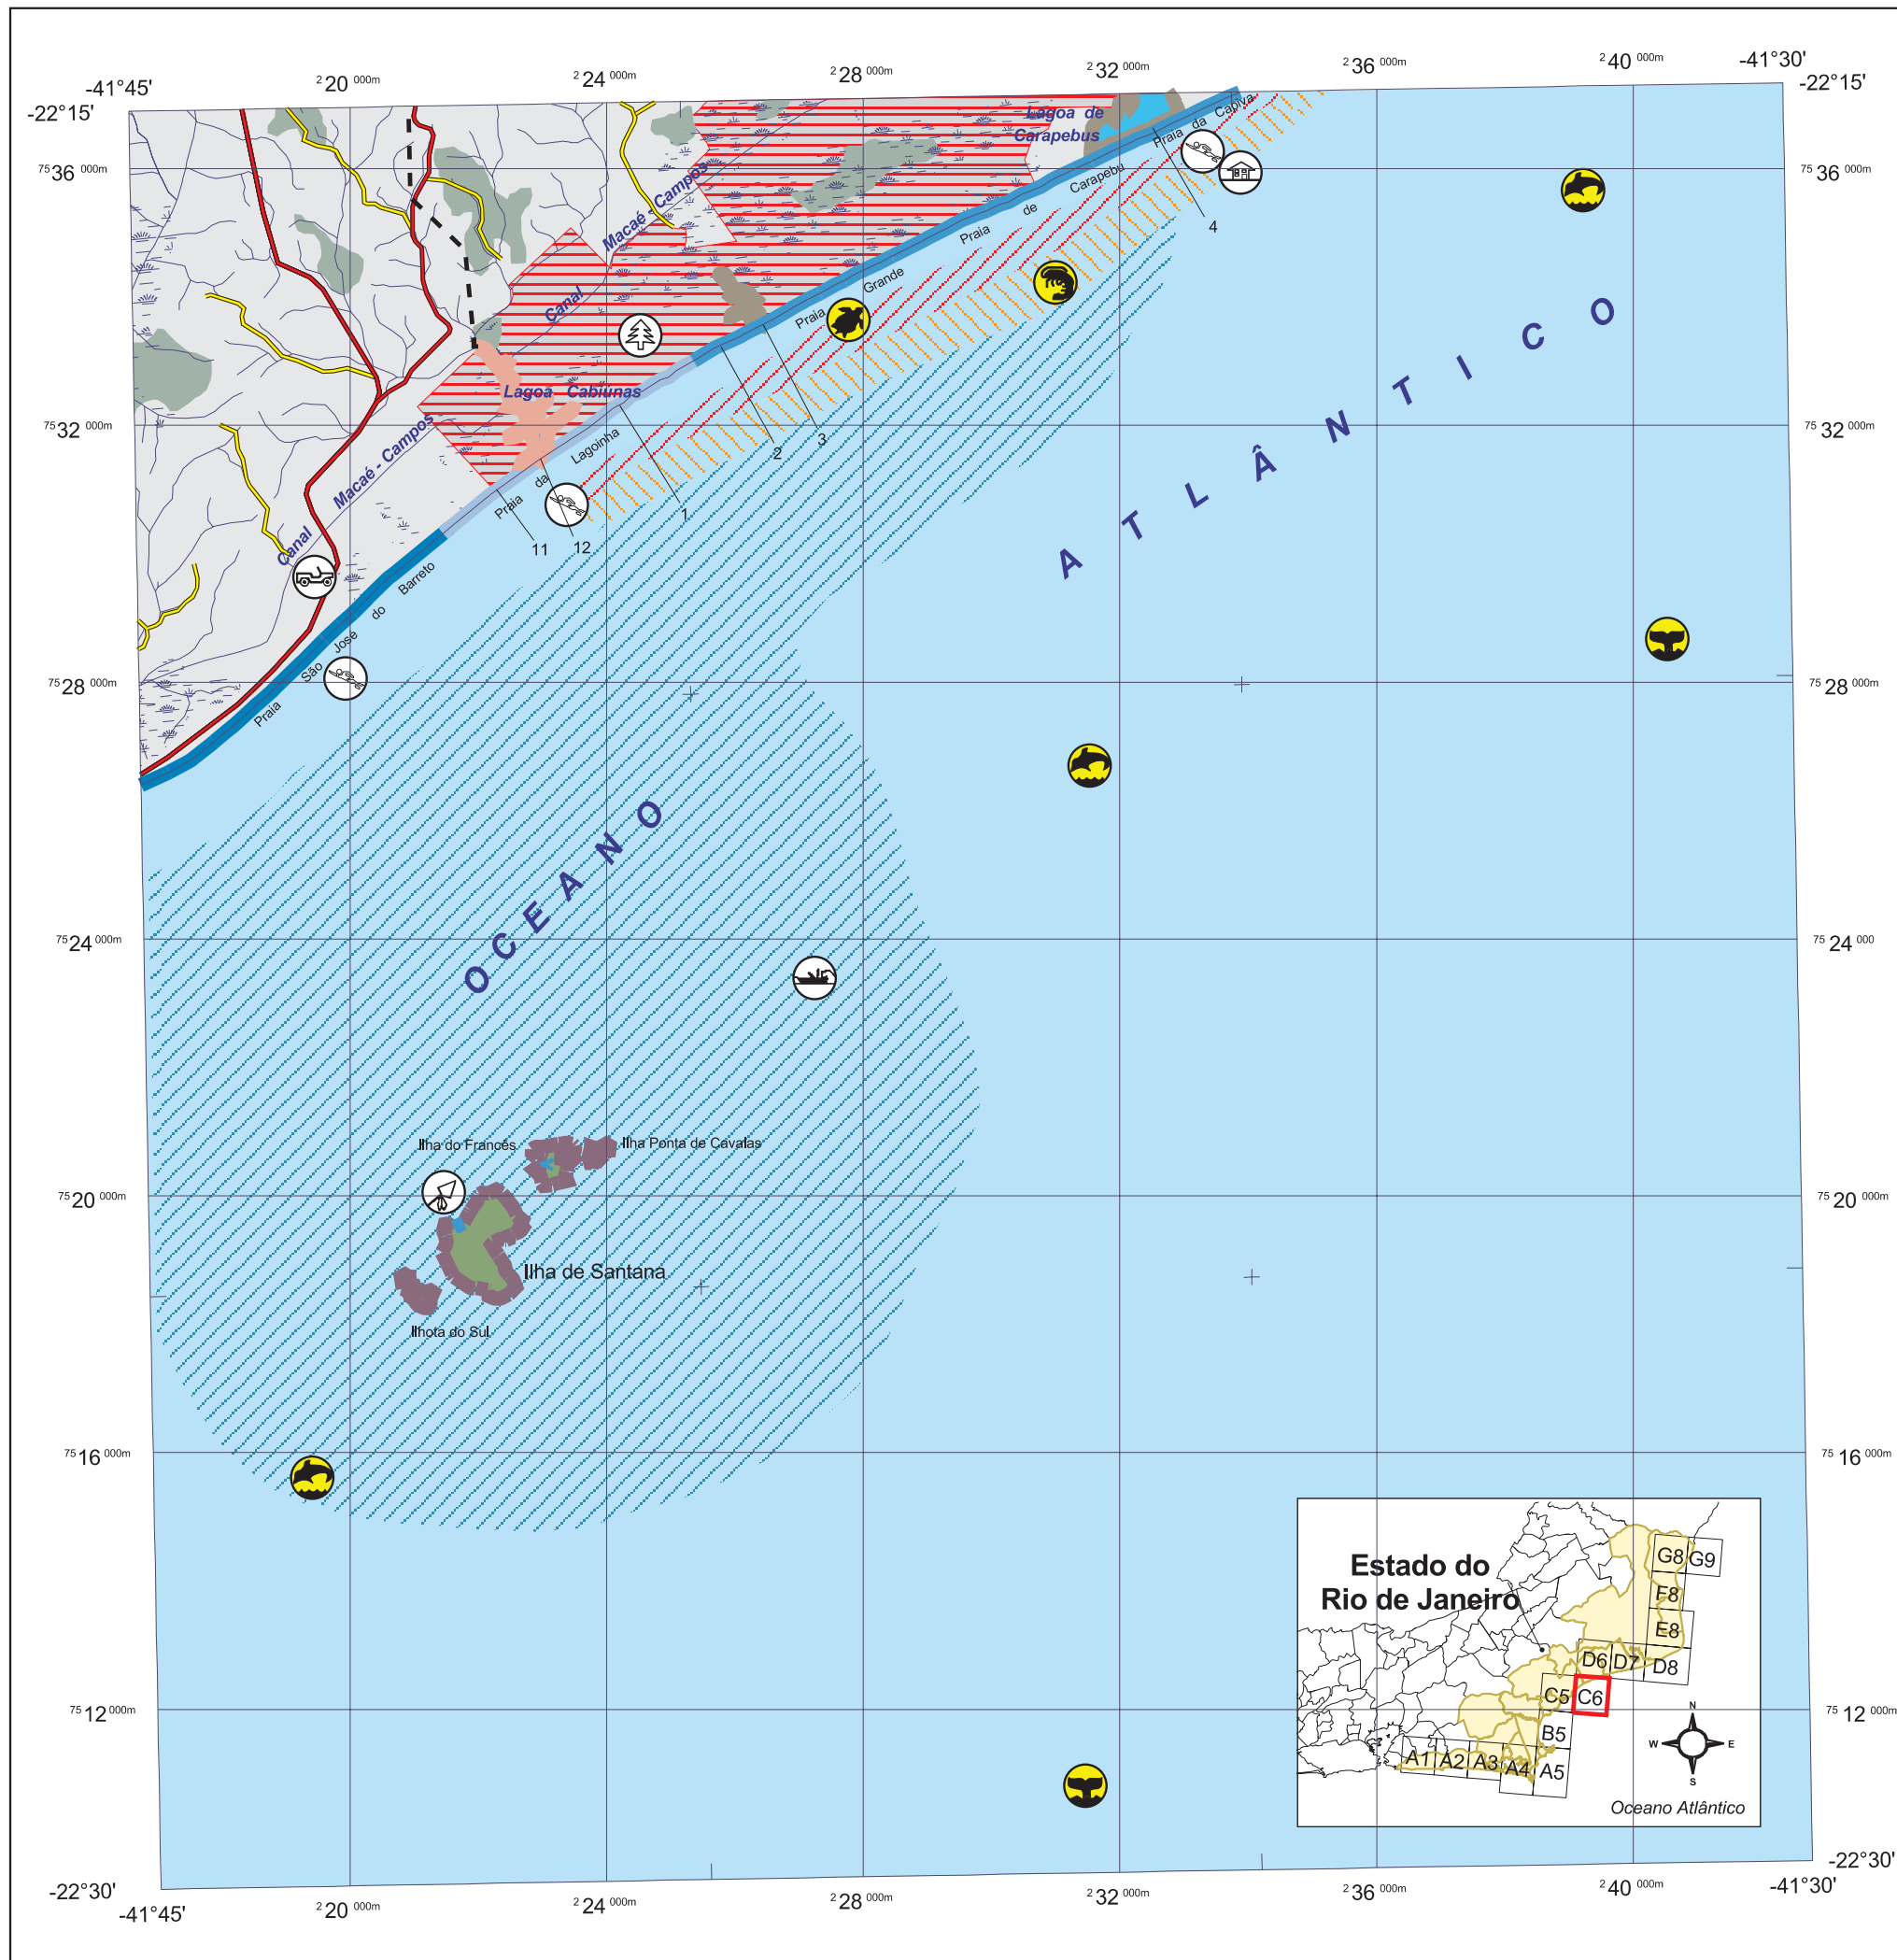 -41°45'
2 20 000m
2 24 000m
2 28 000m
2 32 000m
2 36 000m
2 40 000m
-41°30'
-22°15'
-22°15'
75 36 000m
75 36 000m
Lagoa de
Carapebus
Praia da Capiva
Praia de Carapebu
4
Canal Macaé - Campos
Praia Grande
Lagoa Cabiúnas
75 32 000m
75 32 000m
Canal Macaé - Campos
Praia da Lagoinha
3
2
1
12
11
OCEANO ATLÂNTICO
Praia São José do Barreto
75 28 000m
75 28 000m
75 24 000m
75 24 000
Ilha do Francês
Ilha Ponta de Cavalas
75 20 000m
75 20 000m
Ilha de Santana
Ilhota do Sul
75 16 000m
75 16 000m
Estado do
Rio de Janeiro
G8 G9
F8
E8
D6 D7 D8
C5 C6
B5
A1 A2 A3 A4 A5
N
W E
S
Oceano Atlântico
75 12 000m
75 12 000m
-22°30'
-22°30'
-41°45'
2 20 000m
2 24 000m
2 28 000m
2 32 000m
2 36 000m
2 40 000m
-41°30'